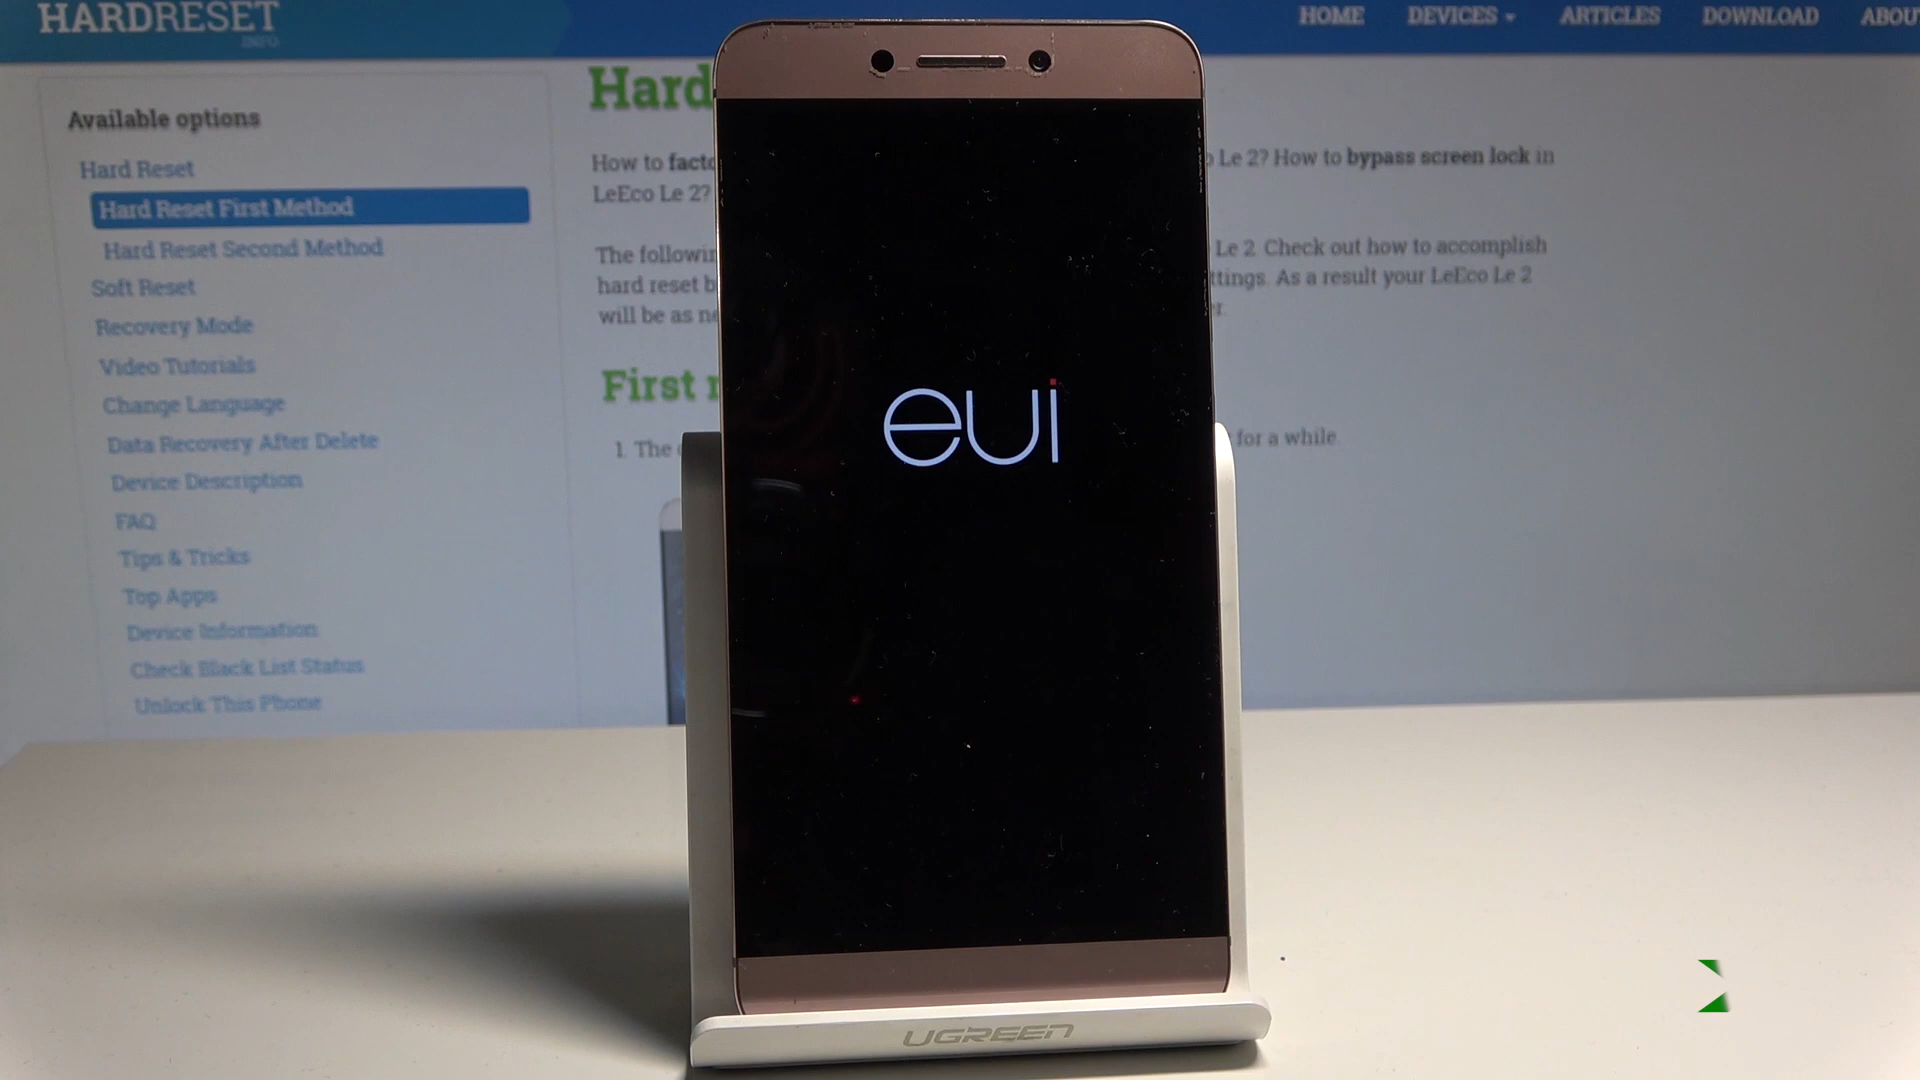 HARDRESET
.INFO
HOME DEVICES ARTICLES DOWNLOAD ABOU
Available options
Hard Reset
Hard Reset First Method
Hard Reset Second Method
Soft Reset
Recovery Mode
Video Tutorials
Change Language
Data Recovery After Delete
Device Description
FAQ
Tips & Tricks
Top Apps
Device Information
Check Black List Status
Unlock This Phone
Hard
How to facto Le 2? How to bypass screen lock in
LeEco Le 2?
The followin Le 2. Check out how to accomplish
hard reset b ttings. As a result your LeEco Le 2
will be as ne r.
First
1. The for a while.
eui
UGREEN